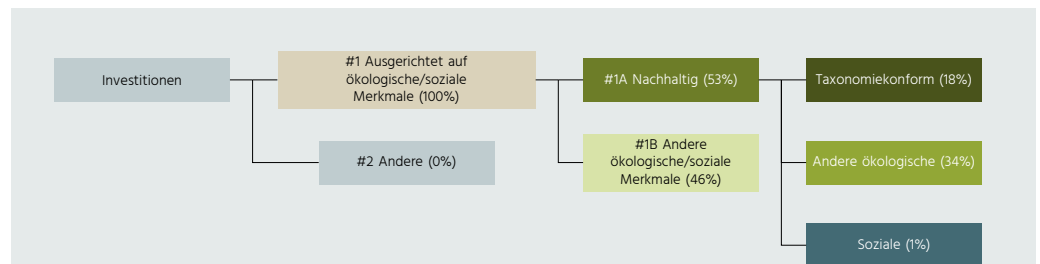 Investitionen
#1 Ausgerichtet auf
ökologische/soziale
Merkmale (100%)
#1A Nachhaltig (53%)
Taxonomiekonform (18%)
#2 Andere (0%)
#1B Andere
ökologische/soziale
Merkmale (46%)
Andere ökologische (34%)
Soziale (1%)